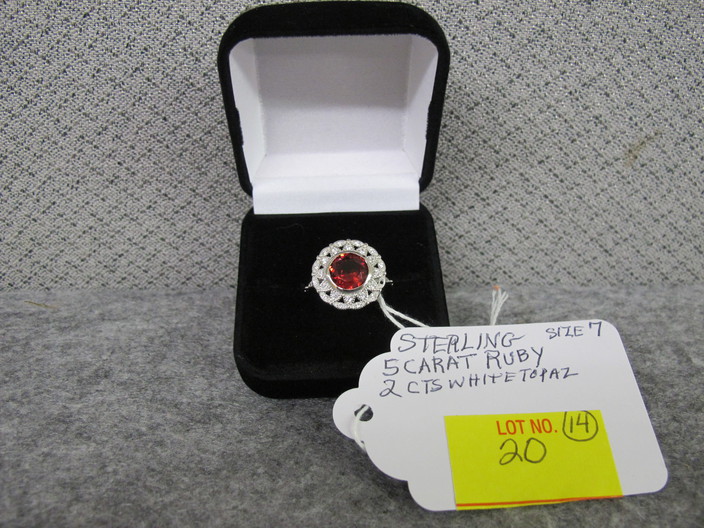 STERLING SIZE 7
5 CARAT RUBY
2 CTS WHITE TOPAZ
LOT NO. 14
20